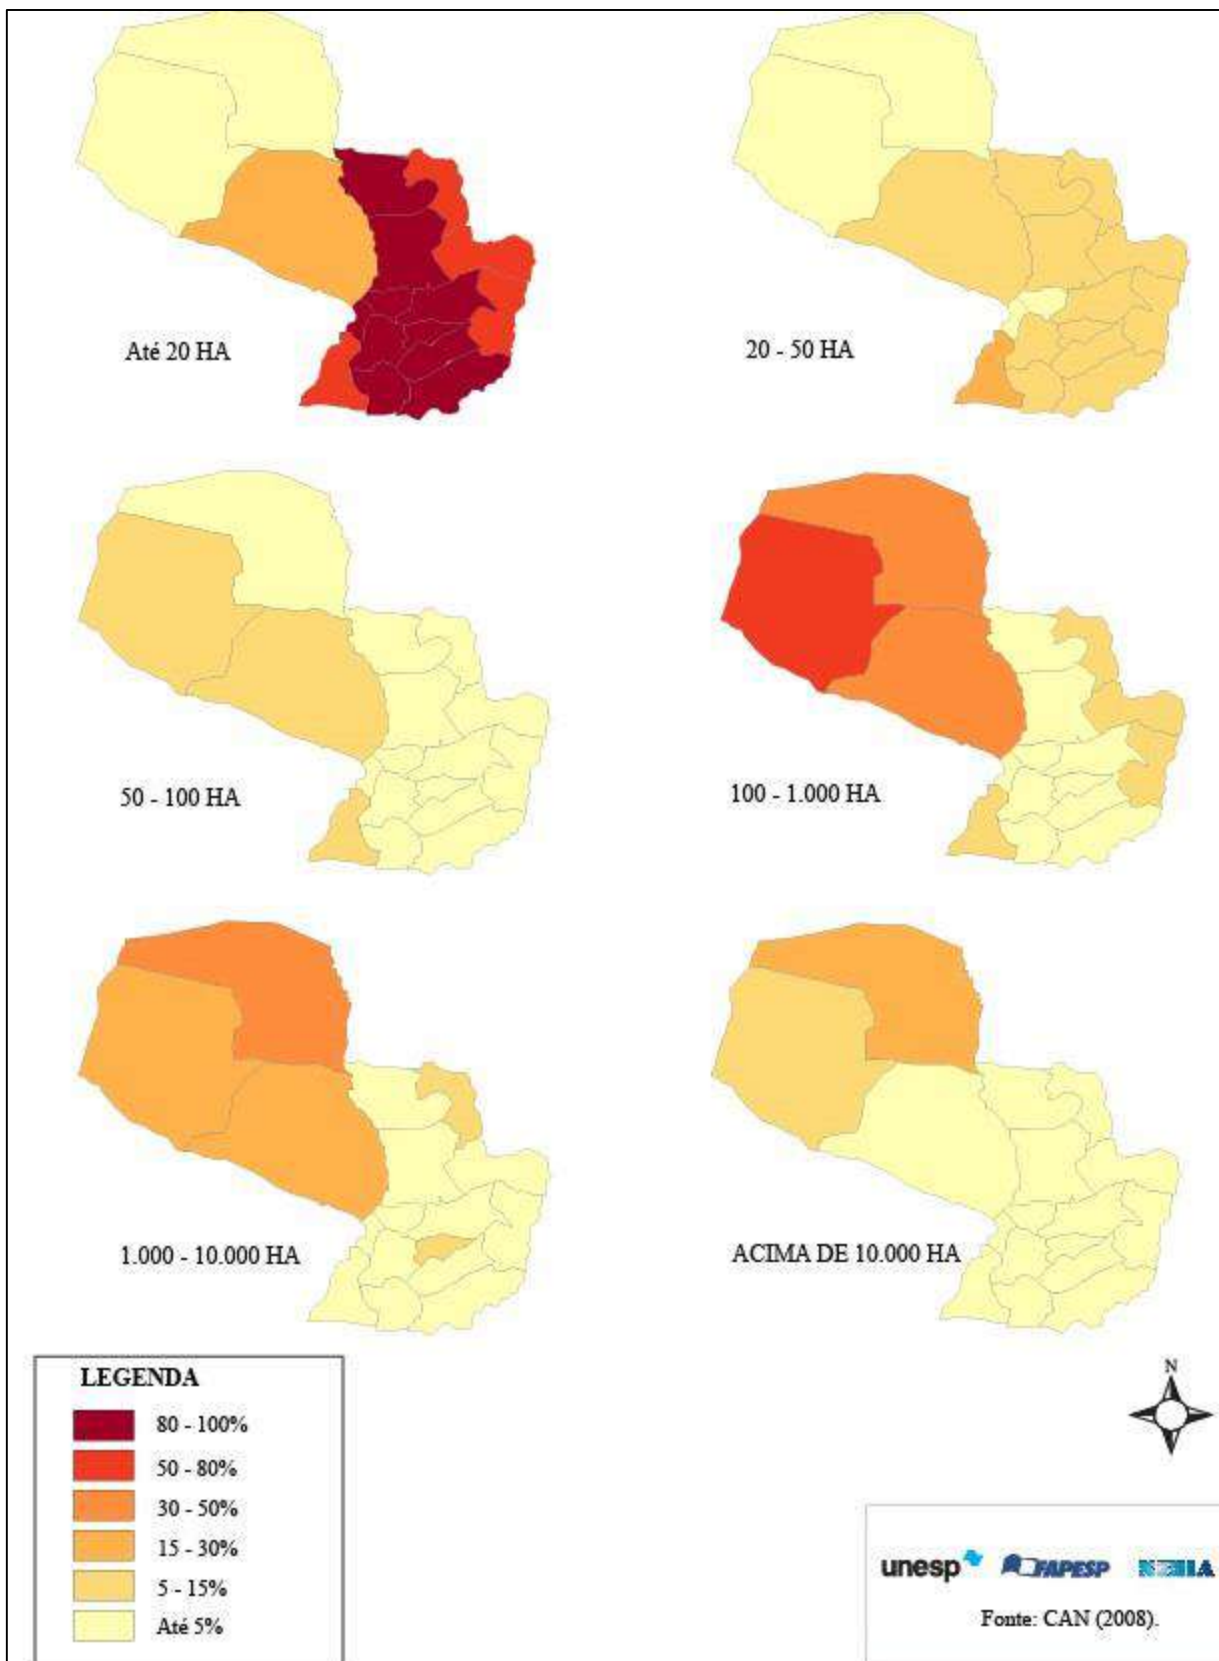 Até 20 HA
20 - 50 HA
50 - 100 HA
100 - 1.000 HA
1.000 - 10.000 HA
ACIMA DE 10.000 HA
LEGENDA
80 - 100%
50 - 80%
30 - 50%
15 - 30%
5 - 15%
Até 5%
N
unesp FAPESP
Fonte: CAN (2008).